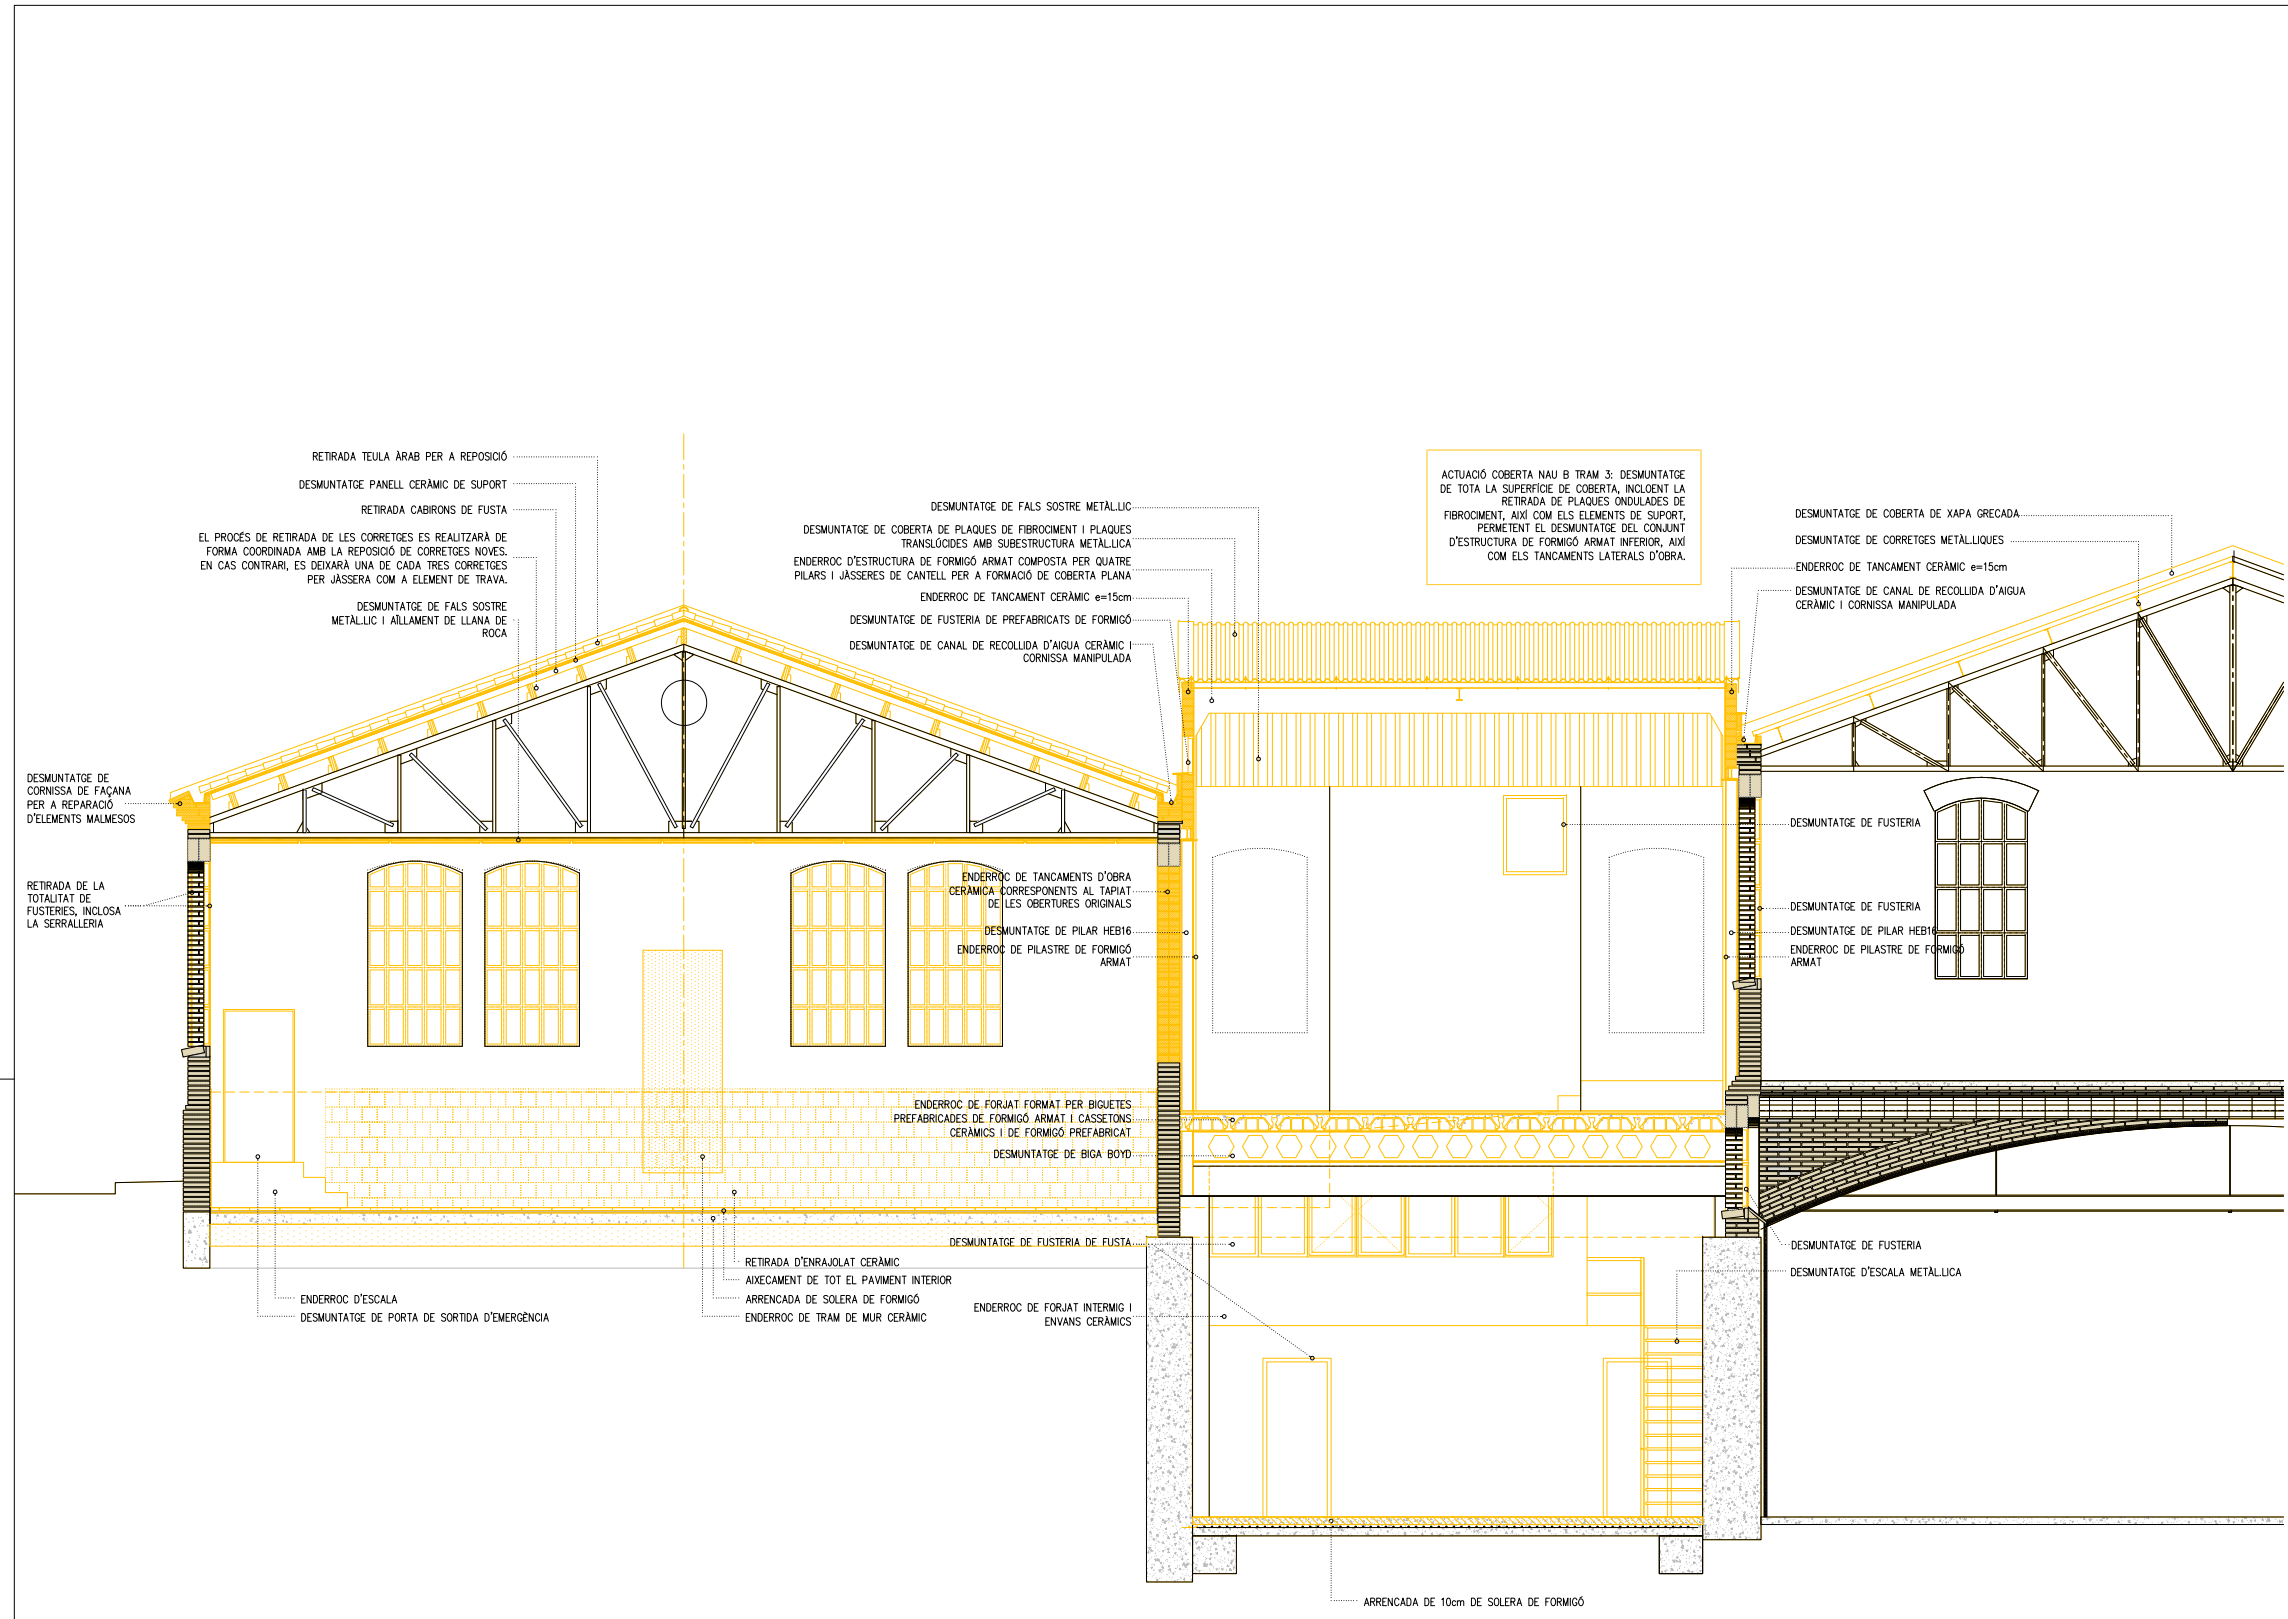 RETIRADA TEULA ÀRAB PER A REPOSICIÓ
DESMUNTATGE PANELL CERÀMIC DE SUPORT
RETIRADA CABIRONS DE FUSTA
EL PROCÉS DE RETIRADA DE LES CORRETGES ES REALITZARÀ DE
FORMA COORDINADA AMB LA REPOSICIÓ DE CORRETGES NOVES.
EN CAS CONTRARI, ES DEIXARÀ UNA DE CADA TRES CORRETGES
PER JÀSSERA COM A ELEMENT DE TRAVA.
DESMUNTATGE DE FALS SOSTRE
METÀL.LIC I AÏLLAMENT DE LLANA DE
ROCA
DESMUNTATGE DE
CORNISSA DE FAÇANA
PER A REPARACIÓ
D'ELEMENTS MALMESOS
RETIRADA DE LA
TOTALITAT DE
FUSTERIES, INCLOSA
LA SERRALLERIA
DESMUNTATGE DE FALS SOSTRE METÀL.LIC
DESMUNTATGE DE COBERTA DE PLAQUES DE FIBROCIMENT I PLAQUES
TRANSLÚCIDES AMB SUBESTRUCTURA METÀL.LICA
ENDERROC D'ESTRUCTURA DE FORMIGÓ ARMAT COMPOSTA PER QUATRE
PILARS I JÀSSERES DE CANTELL PER A FORMACIÓ DE COBERTA PLANA
ENDERROC DE TANCAMENT CERÀMIC e=15cm
DESMUNTATGE DE FUSTERIA DE PREFABRICATS DE FORMIGÓ
DESMUNTATGE DE CANAL DE RECOLLIDA D'AIGUA CERÀMIC I
CORNISSA MANIPULADA
ACTUACIÓ COBERTA NAU B TRAM 3: DESMUNTATGE
DE TOTA LA SUPERFÍCIE DE COBERTA, INCLOENT LA
RETIRADA DE PLAQUES ONDULADES DE
FIBROCIMENT, AIXÍ COM ELS ELEMENTS DE SUPORT,
PERMETENT EL DESMUNTATGE DEL CONJUNT
D'ESTRUCTURA DE FORMIGÓ ARMAT INFERIOR, AIXÍ
COM ELS TANCAMENTS LATERALS D'OBRA.
DESMUNTATGE DE COBERTA DE XAPA GRECADA
DESMUNTATGE DE CORRETGES METÀL.LIQUES
ENDERROC DE TANCAMENT CERÀMIC e=15cm
DESMUNTATGE DE CANAL DE RECOLLIDA D'AIGUA
CERÀMIC I CORNISSA MANIPULADA
ENDERROC DE TANCAMENTS D'OBRA
CERÀMICA CORRESPONENTS AL TAPIAT
DE LES OBERTURES ORIGINALS
DESMUNTATGE DE PILAR HEB16
ENDERROC DE PILASTRE DE FORMIGÓ
ARMAT
DESMUNTATGE DE FUSTERIA
DESMUNTATGE DE FUSTERIA
DESMUNTATGE DE PILAR HEB16
ENDERROC DE PILASTRE DE FORMIGÓ
ARMAT
ENDERROC DE FORJAT FORMAT PER BIGUETES
PREFABRICADES DE FORMIGÓ ARMAT I CASSETONS
CERÀMICS I DE FORMIGÓ PREFABRICAT
DESMUNTATGE DE BIGA BOYD
DESMUNTATGE DE FUSTERIA DE FUSTA
ENDERROC DE FORJAT INTERMIG I
ENVANS CERÀMICS
RETIRADA D'ENRAJOLAT CERÀMIC
AIXECAMENT DE TOT EL PAVIMENT INTERIOR
ARRENCADA DE SOLERA DE FORMIGÓ
ENDERROC DE TRAM DE MUR CERÀMIC
ENDERROC D'ESCALA
DESMUNTATGE DE PORTA DE SORTIDA D'EMERGÈNCIA
DESMUNTATGE DE FUSTERIA
DESMUNTATGE D'ESCALA METÀL.LICA
ARRENCADA DE 10cm DE SOLERA DE FORMIGÓ